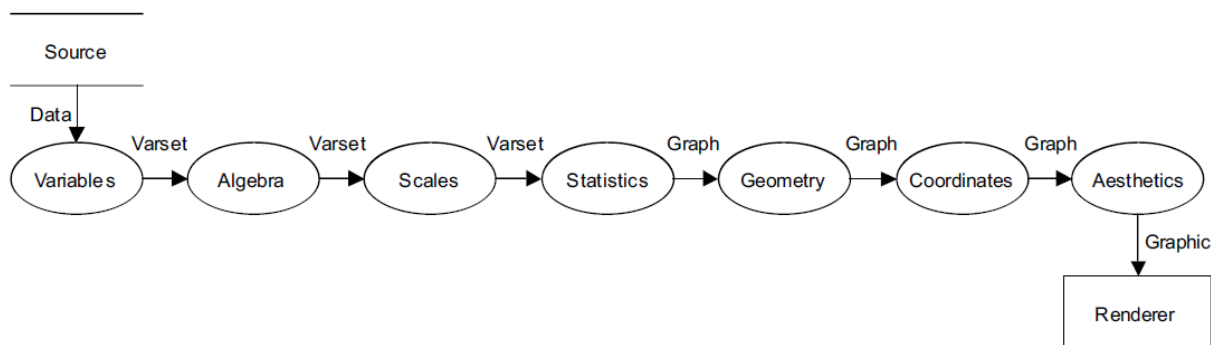 Source
Data
Varset
Varset
Varset
Graph
Graph
Graph
Variables
Algebra
Scales
Statistics
Geometry
Coordinates
Aesthetics
Graphic
Renderer